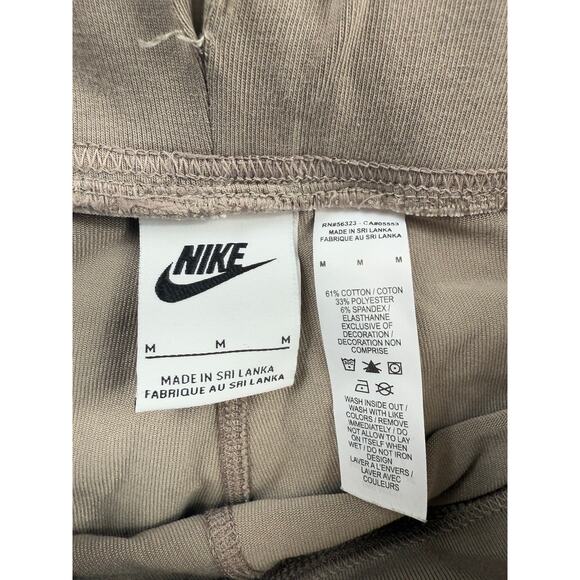 NIKE
M M M
MADE IN SRI LANKA
FABRIQUE AU SRI LANKA
RN#56323 - CA#05553
MADE IN SRI LANKA
FABRIQUE AU SRI LANKA
M M M
61% COTTON / COTON
33% POLYESTER
6% SPANDEX /
ELASTHANNE
EXCLUSIVE OF
DECORATION /
DECORATION NON
COMPRISE
WASH INSIDE OUT /
WASH WITH LIKE
COLORS / REMOVE
IMMEDIATELY / DO
NOT ALLOW TO LAY
ON ITSELF WHEN
WET / DO NOT IRON
DESIGN
LAVER A L'ENVERS /
LAVER AVEC
COULEURS